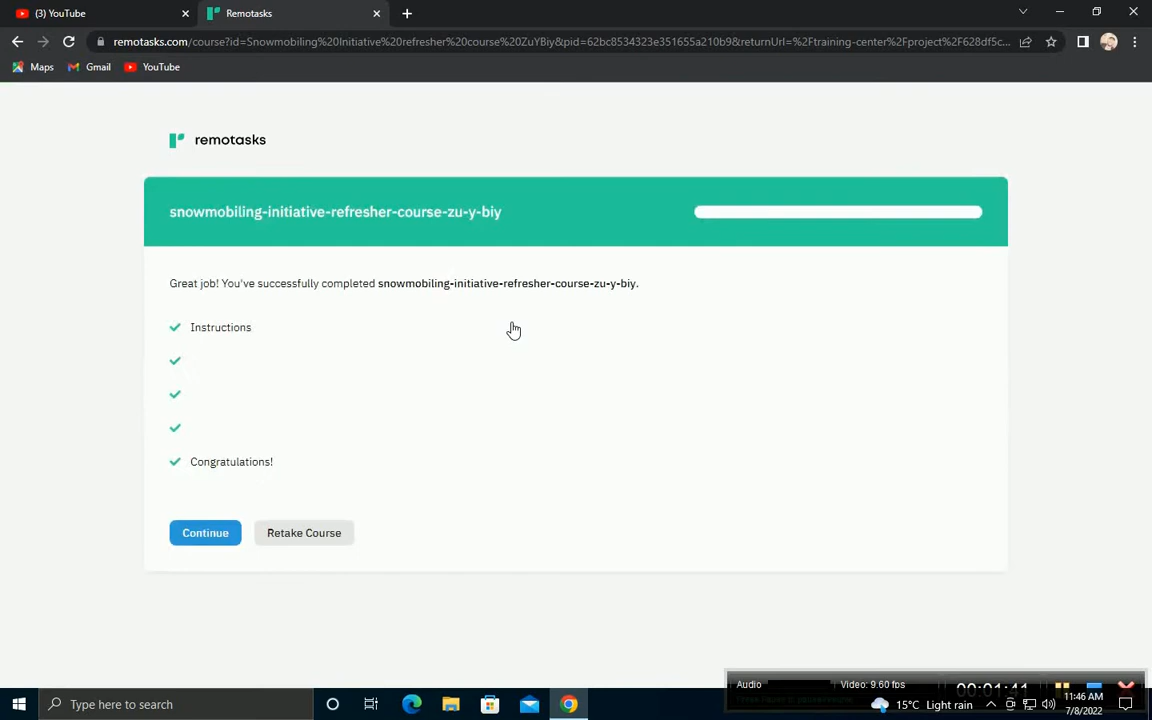 (3) YouTube
Remotasks
remotasks.com/course?id=Snowmobiling%20Initiative%20refresher%20course%20ZuYBiy&pid=62bc8534323e351655a210b9&returnUrl=%2Ftraining-center%2Fproject%2F628df5c...
Maps Gmail YouTube
remotasks
snowmobiling-initiative-refresher-course-zu-y-biy
Great job! You've successfully completed snowmobiling-initiative-refresher-course-zu-y-biy.
Instructions
Congratulations!
Continue Retake Course
Audio Video: 9.60 fps 00:01:41
Type here to search
15°C Light rain
11:46 AM
7/8/2022